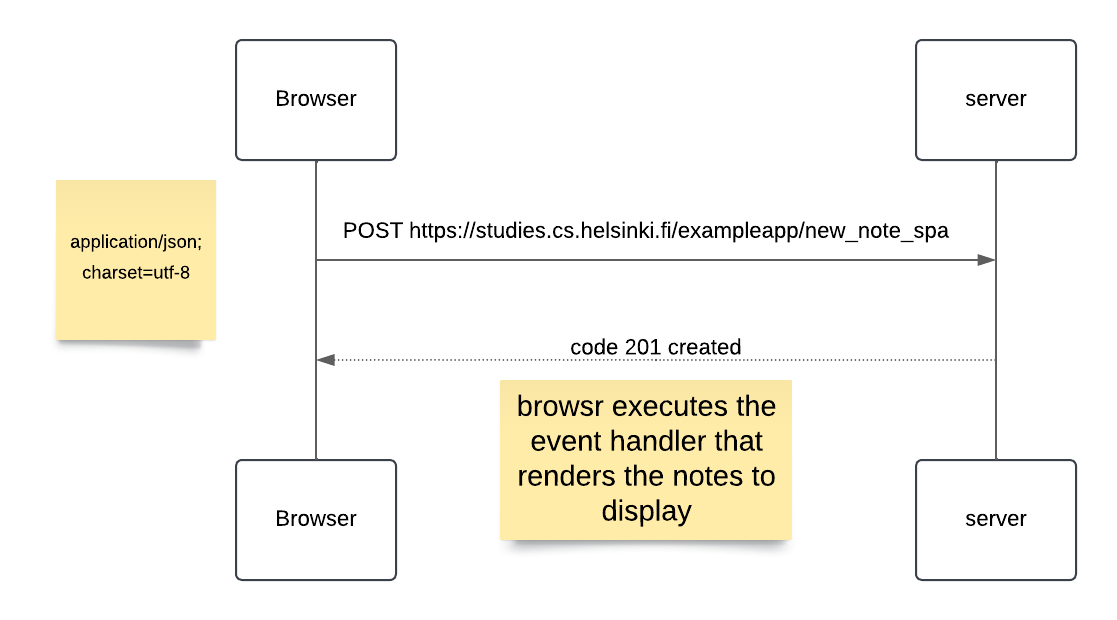 Browser
server
application/json;
charset=utf-8
POST https://studies.cs.helsinki.fi/exampleapp/new_note_spa
code 201 created
browsr executes the
event handler that
renders the notes to
display
Browser
server